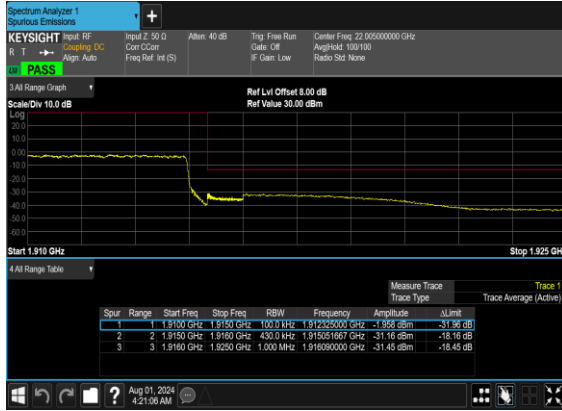 Spectrum Analyzer 1
Spurious Emissions
KEYSIGHT Input: RF Input Z: 50 Ω Atten: 40 dB Trig: Free Run Center Freq: 22.005000000 GHz
R T Coupling: DC Corr CCorr Gate: Off Avg|Hold: 100/100
Align: Auto Freq Ref: Int (S) IF Gain: Low Radio Std: None
PASS
3 All Range Graph
Ref Lvl Offset 8.00 dB
Scale/Div 10.0 dB Ref Value 30.00 dBm
Log
20.0
10.0
0.00
-10.0
-20.0
-30.0
-40.0
-50.0
-60.0
Start 1.910 GHz Stop 1.925 GH
4 All Range Table
Measure Trace Trace 1
Trace Type Trace Average (Active)
Spur Range Start Freq Stop Freq RBW Frequency Amplitude ΔLimit
1 1 1.9100 GHz 1.9150 GHz 100.0 kHz 1.912325000 GHz -1.958 dBm -31.96 dB
2 2 1.9150 GHz 1.9160 GHz 430.0 kHz 1.915051667 GHz -31.16 dBm -18.16 dB
3 3 1.9160 GHz 1.9250 GHz 1.000 MHz 1.916090000 GHz -31.45 dBm -18.45 dB
? Aug 01, 2024
4:21:06 AM